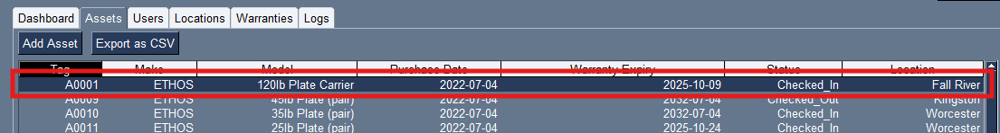 Dashboard Assets Users Locations Warranties Logs
Add Asset Export as CSV
Tag Make Model Purchase Date Warranty Expiry Status Location
A0001 ETHOS 120lb Plate Carrier 2022-07-04 2025-10-09 Checked_In Fall River
A0009 ETHOS 45lb Plate (pair) 2022-07-04 2032-07-04 Checked_Out Kingston
A0010 ETHOS 35lb Plate (pair) 2022-07-04 2032-07-04 Checked_In Worcester
A0011 ETHOS 25lb Plate (pair) 2022-07-04 2025-10-24 Checked_In Worcester